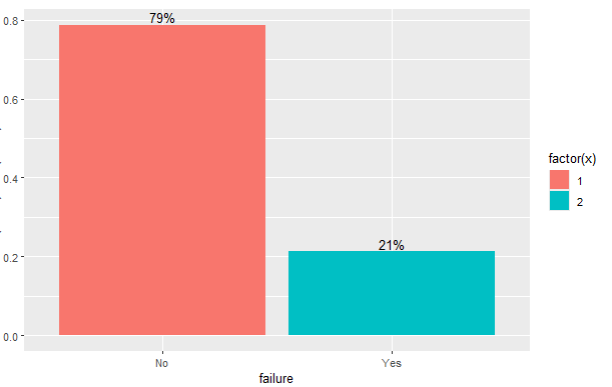 79%
0.8
0.6
factor(x)
1
0.4
2
21%
0.2
0.0
No
Yes
failure